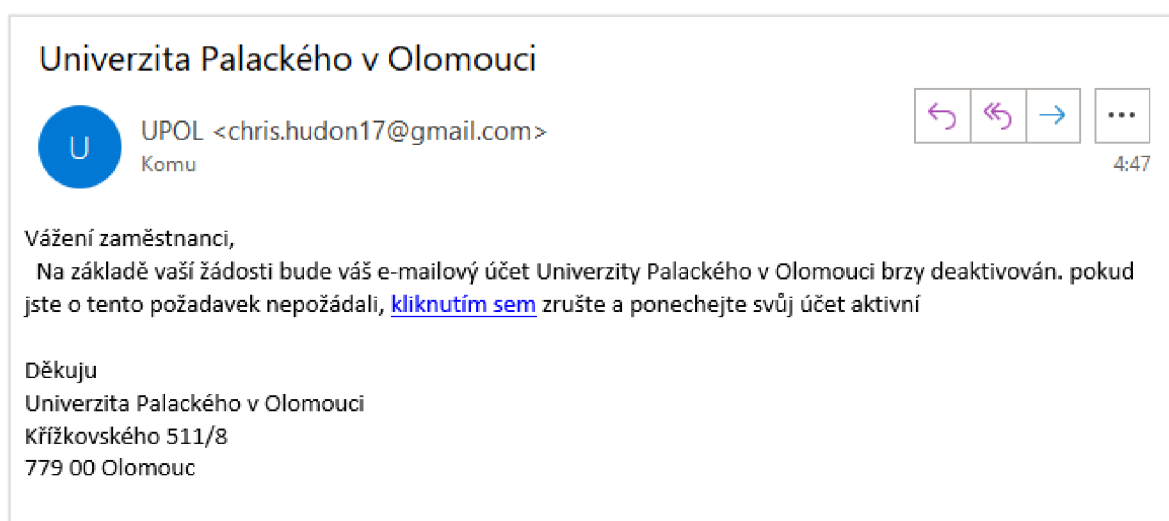 Univerzita Palackého v Olomouci
U
UPOL <chris.hudon17@gmail.com>
Komu
4:47
Vážení zaměstnanci,
Na základě vaší žádosti bude váš e-mailový účet Univerzity Palackého v Olomouci brzy deaktivován. pokud
jste o tento požadavek nepožádali, kliknutím sem zrušte a ponechejte svůj účet aktivní
Děkuju
Univerzita Palackého v Olomouci
Křížkovského 511/8
779 00 Olomouc